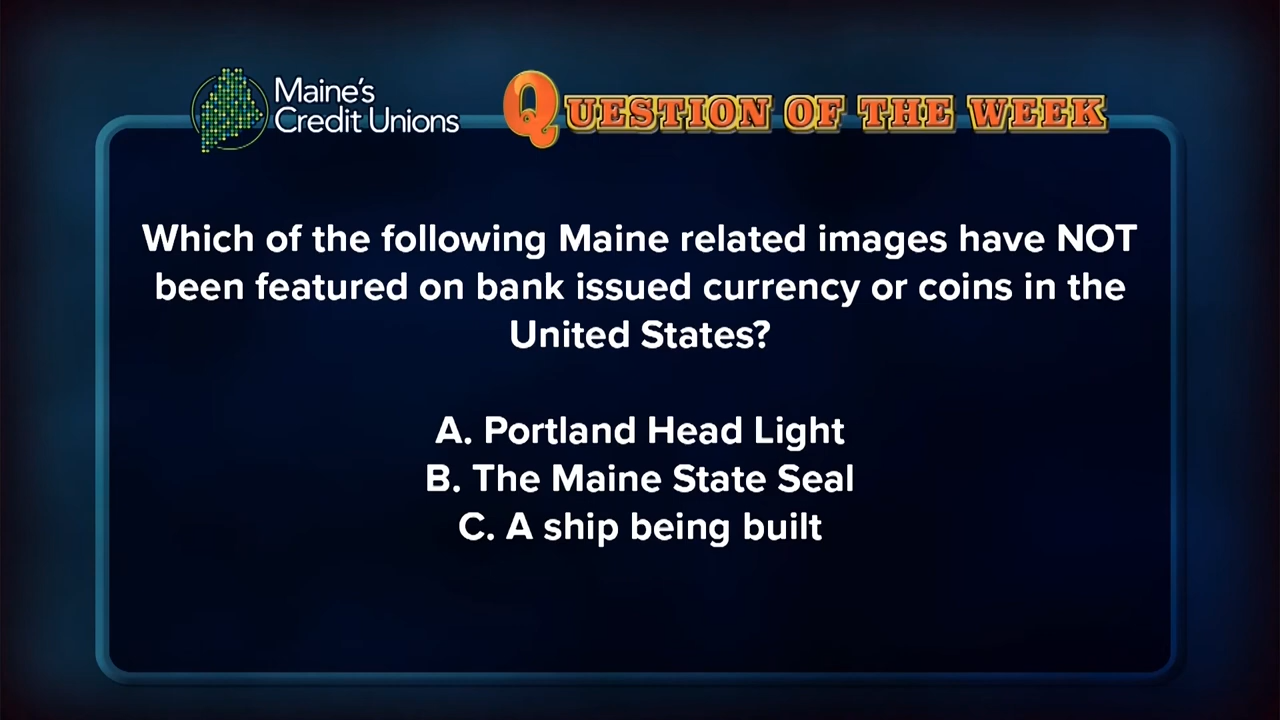 Maine's
Credit Unions
QUESTION OF THE WEEK
Which of the following Maine related images have NOT
been featured on bank issued currency or coins in the
United States?
A. Portland Head Light
B. The Maine State Seal
C. A ship being built